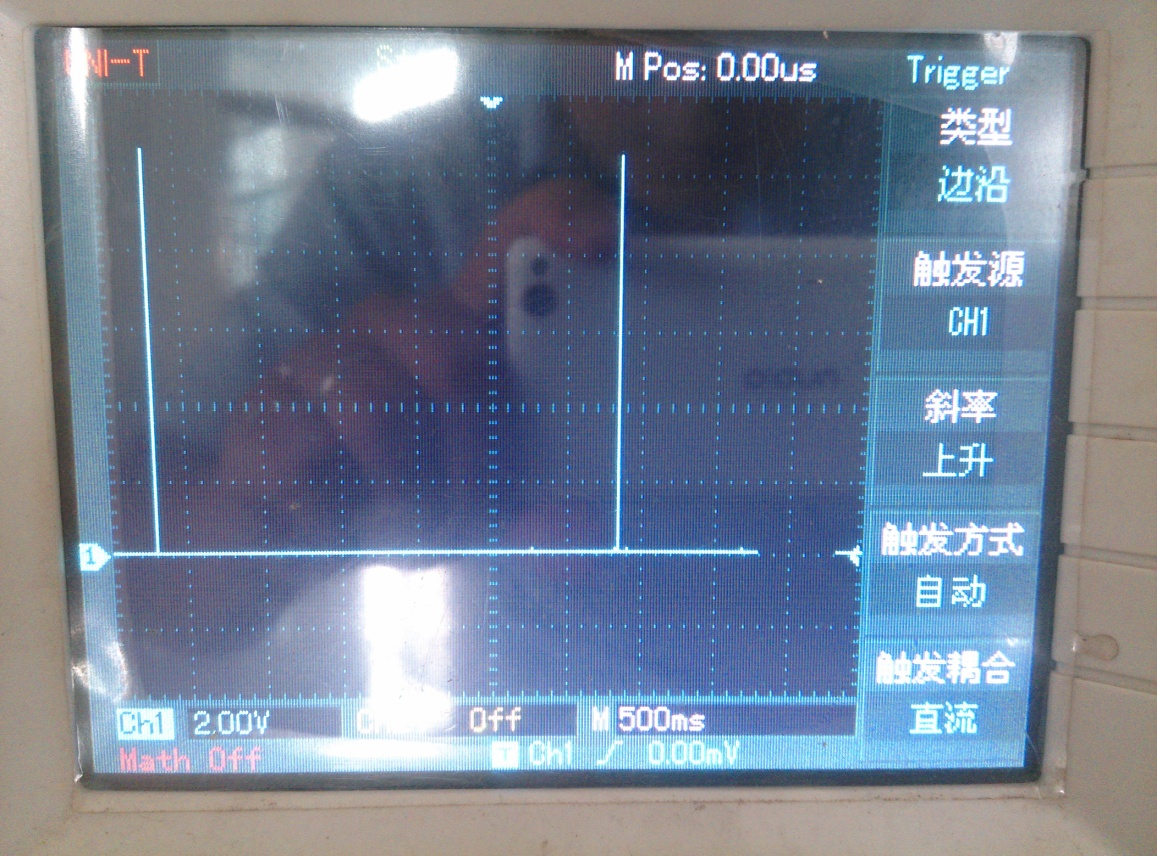 UNI-T
M Pos: 0.00us
Trigger
类型
边沿
触发源
CH1
斜率
上升
触发方式
自动
触发耦合
直流
1
Ch1 2.00V
Off
M 500ms
Math Off
T Ch1 0.00mV